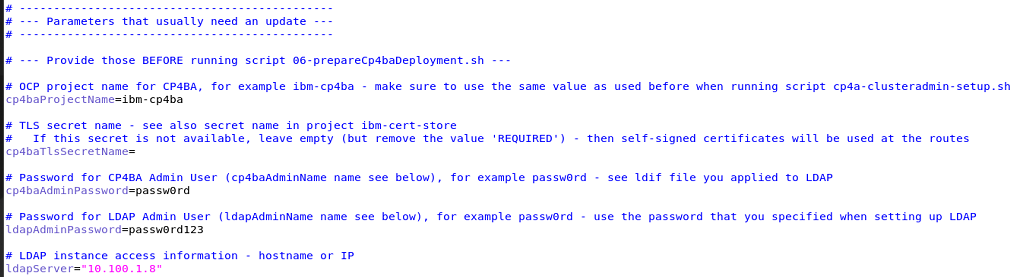 # ----------------------------------------------
# --- Parameters that usually need an update ---
# ----------------------------------------------
# --- Provide those BEFORE running script 06-prepareCp4baDeployment.sh ---
# OCP project name for CP4BA, for example ibm-cp4ba - make sure to use the same value as used before when running script cp4a-clusteradmin-setup.sh
cp4baProjectName=ibm-cp4ba
# TLS secret name - see also secret name in project ibm-cert-store
#   If this secret is not available, leave empty (but remove the value 'REQUIRED') - then self-signed certificates will be used at the routes
cp4baTlsSecretName=
# Password for CP4BA Admin User (cp4baAdminName name see below), for example passw0rd - see ldif file you applied to LDAP
cp4baAdminPassword=passw0rd
# Password for LDAP Admin User (ldapAdminName name see below), for example passw0rd - use the password that you specified when setting up LDAP
ldapAdminPassword=passw0rd123
# LDAP instance access information - hostname or IP
ldapServer="10.100.1.8"